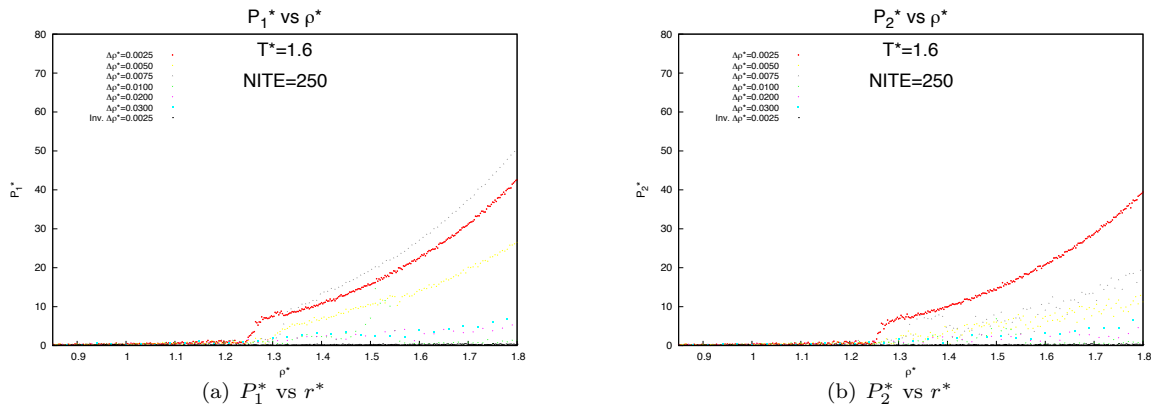 P₁* vs ρ*
T*=1.6
NITE=250
Δρ*=0.0025
Δρ*=0.0050
Δρ*=0.0075
Δρ*=0.0100
Δρ*=0.0200
Δρ*=0.0300
Inv. Δρ*=0.0025
80
70
60
50
40
30
20
10
0
P₁*
0.9 1 1.1 1.2 1.3 1.4 1.5 1.6 1.7 1.8
ρ*
(a) P₁* vs r*
P₂* vs ρ*
T*=1.6
NITE=250
Δρ*=0.0025
Δρ*=0.0050
Δρ*=0.0075
Δρ*=0.0100
Δρ*=0.0200
Δρ*=0.0300
Inv. Δρ*=0.0025
80
70
60
50
40
30
20
10
0
P₂*
0.9 1 1.1 1.2 1.3 1.4 1.5 1.6 1.7 1.8
ρ*
(b) P₂* vs r*